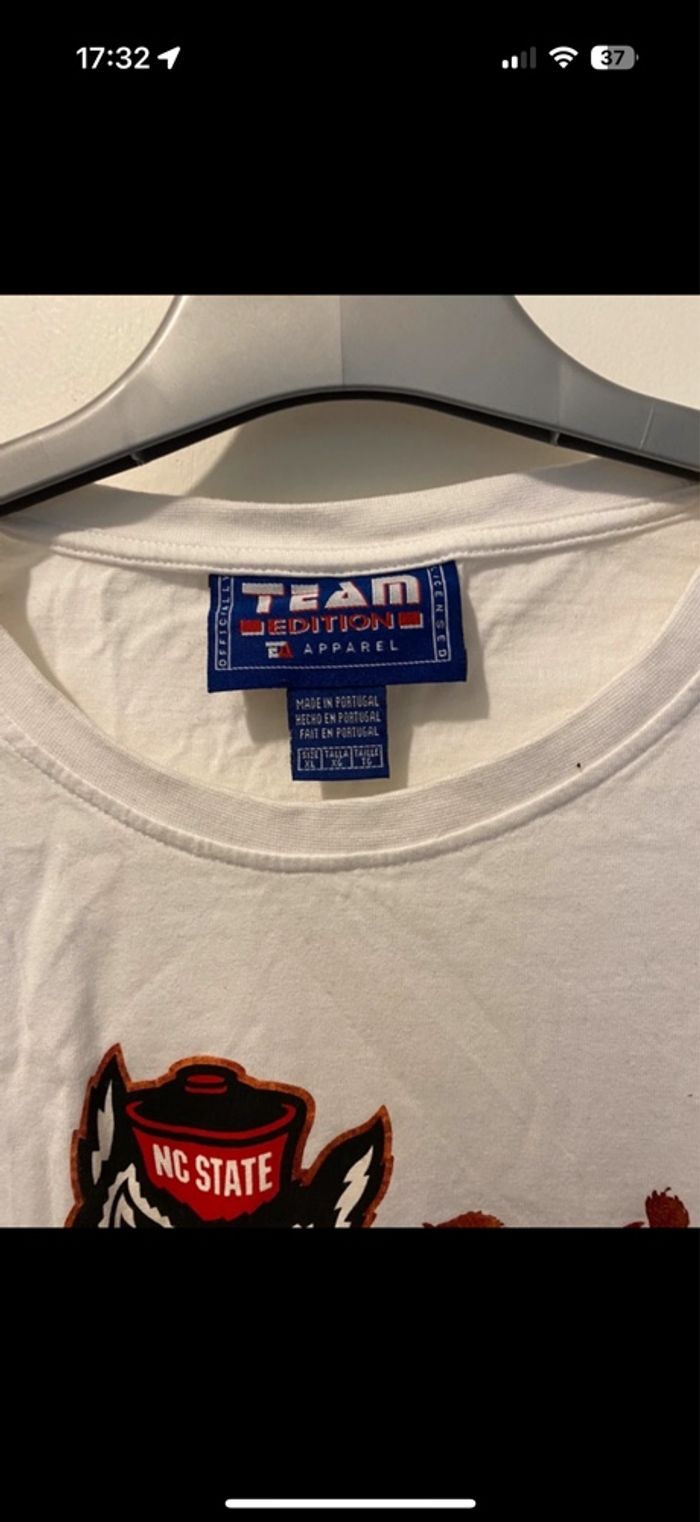 17:32
37
OFFICIALLY
TEAM
LICENSED
EDITION
EA APPAREL
MADE IN PORTUGAL
HECHO EN PORTUGAL
FAIT EN PORTUGAL
SIZE TALLA TAILLE
XL XG TG
NC STATE